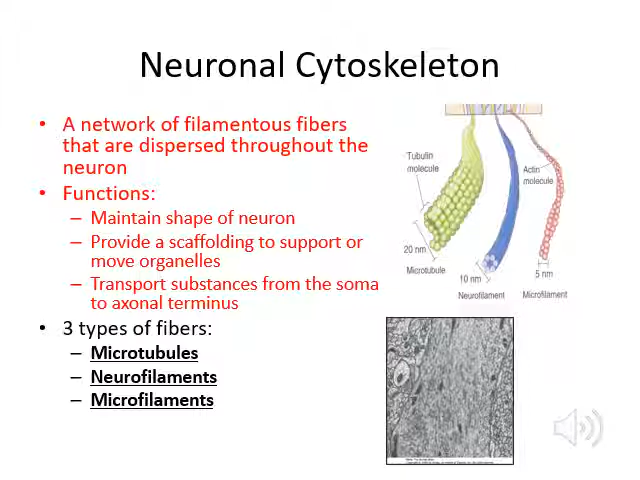 Neuronal Cytoskeleton
• A network of filamentous fibers
that are dispersed throughout the
neuron
• Functions:
– Maintain shape of neuron
– Provide a scaffolding to support or
move organelles
– Transport substances from the soma
to axonal terminus
• 3 types of fibers:
– Microtubules
– Neurofilaments
– Microfilaments
Tubulin
molecule
Actin
molecule
20 nm
Microtubule
10 nm
Neurofilament
5 nm
Microfilament